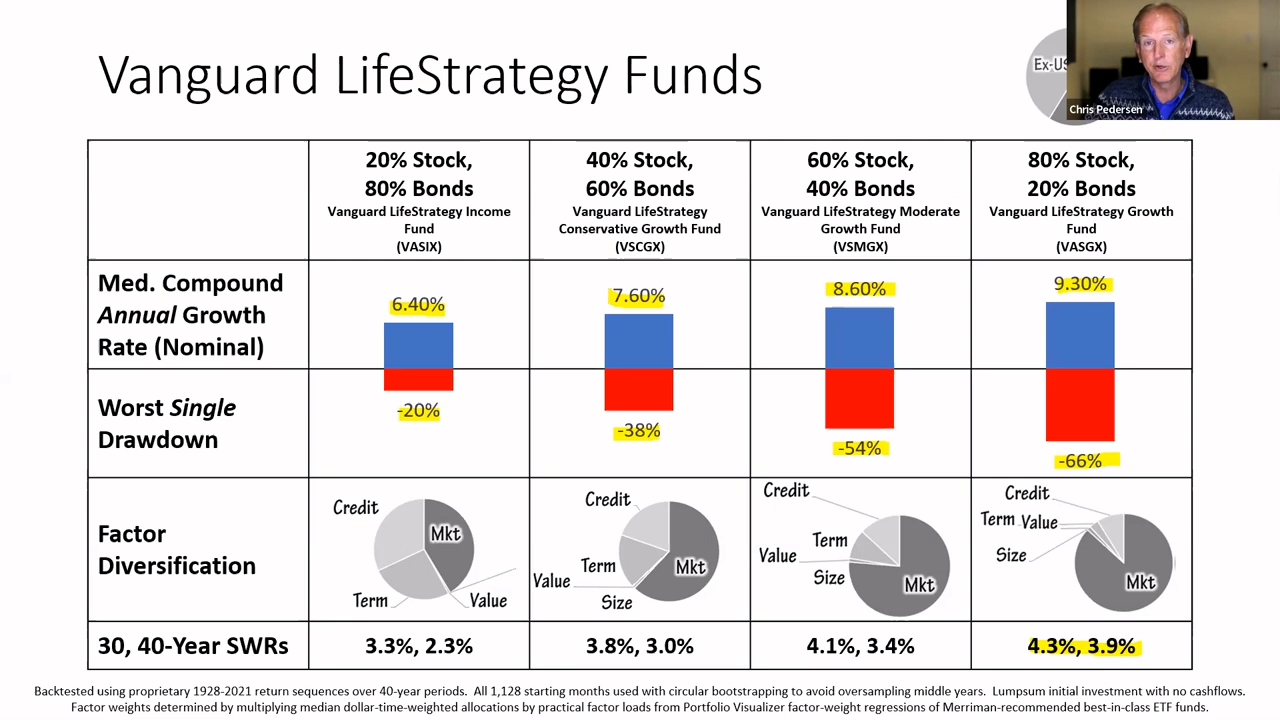 Vanguard LifeStrategy Funds
Ex-US
Chris Pedersen
20% Stock,
80% Bonds
Vanguard LifeStrategy Income
Fund
(VASIX)
40% Stock,
60% Bonds
Vanguard LifeStrategy
Conservative Growth Fund
(VSCGX)
60% Stock,
40% Bonds
Vanguard LifeStrategy Moderate
Growth Fund
(VSMGX)
80% Stock,
20% Bonds
Vanguard LifeStrategy Growth
Fund
(VASGX)
Med. Compound
Annual Growth
Rate (Nominal)
6.40%
7.60%
8.60%
9.30%
Worst Single
Drawdown
-20%
-38%
-54%
-66%
Factor
Diversification
Credit
Mkt
Term
Value
Credit
Term
Mkt
Value
Size
Credit
Term
Value
Size
Mkt
Credit
Term
Value
Size
Mkt
30, 40-Year SWRs
3.3%, 2.3%
3.8%, 3.0%
4.1%, 3.4%
4.3%, 3.9%
Backtested using proprietary 1928-2021 return sequences over 40-year periods. All 1,128 starting months used with circular bootstrapping to avoid oversampling middle years. Lumpsum initial investment with no cashflows.
Factor weights determined by multiplying median dollar-time-weighted allocations by practical factor loads from Portfolio Visualizer factor-weight regressions of Merriman-recommended best-in-class ETF funds.